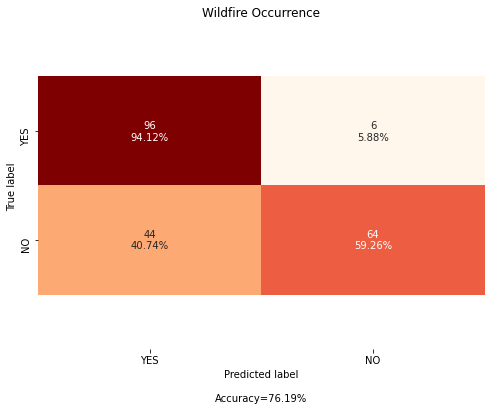 Wildfire Occurrence
YES
96
94.12%
6
5.88%
True label
NO
44
40.74%
64
59.26%
YES
NO
Predicted label
Accuracy=76.19%